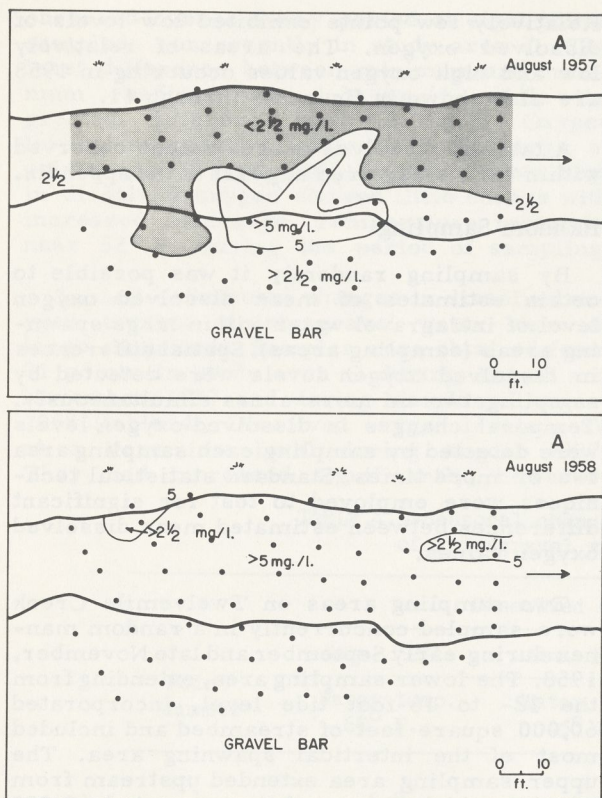 August 1957
<2½ mg./l.
2½
2½
>5 mg./l.
5
>2½ mg./l.
GRAVEL BAR
0 10
ft.
A
August 1958
5
>2½ mg./l.
>5 mg./l.
>2½ mg./l.
5
GRAVEL BAR
0 10
ft.